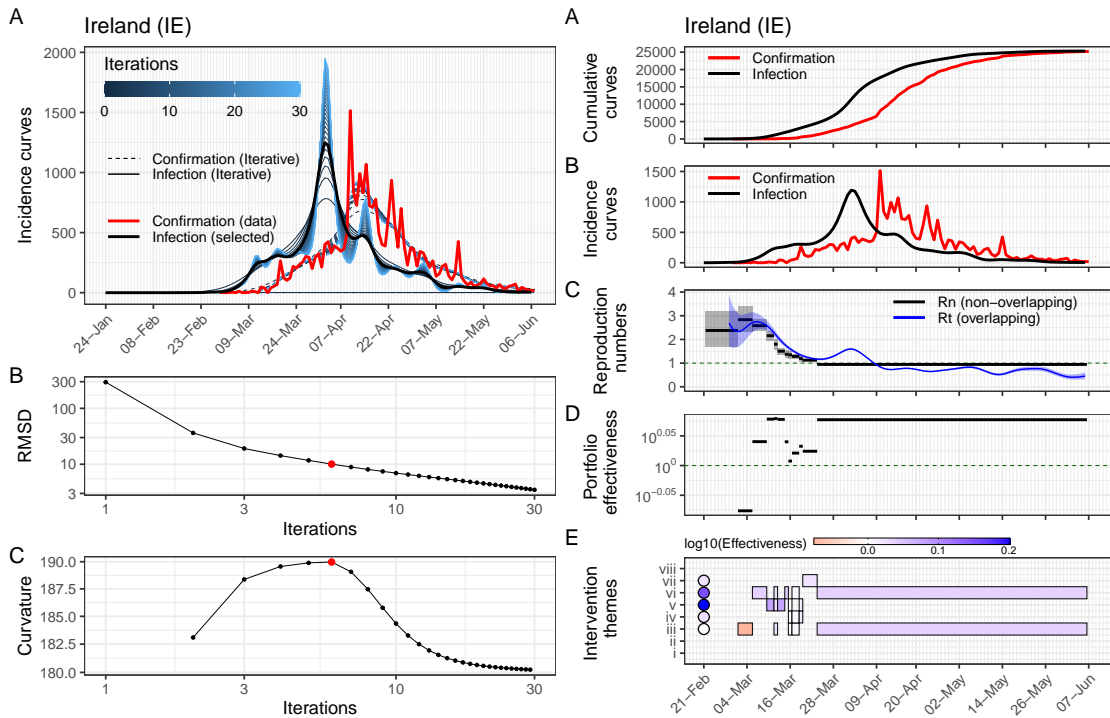 A
Ireland (IE)
Incidence curves
2000
1500
1000
500
0
Iterations
0 10 20 30
Confirmation (Iterative)
Infection (Iterative)
Confirmation (data)
Infection (selected)
24−Jan
08−Feb
23−Feb
09−Mar
24−Mar
07−Apr
22−Apr
07−May
22−May
06−Jun
B
RMSD
300
100
30
10
3
1 3 10 30
Iterations
C
Curvature
190.0
187.5
185.0
182.5
180.0
1 3 10 30
Iterations
A
Ireland (IE)
Cumulative
curves
25000
20000
15000
10000
5000
0
Confirmation
Infection
B
Incidence
curves
1500
1000
500
0
Confirmation
Infection
C
Reproduction
numbers
4
3
2
1
0
Rn (non−overlapping)
Rt (overlapping)
D
Portfolio
effectiveness
10^0.05
10^0
10^−0.05
E
log10(Effectiveness)
0.0 0.1 0.2
Intervention
themes
viii
vii
vi
v
iv
iii
ii
i
21−Feb
04−Mar
16−Mar
28−Mar
09−Apr
20−Apr
02−May
14−May
26−May
07−Jun